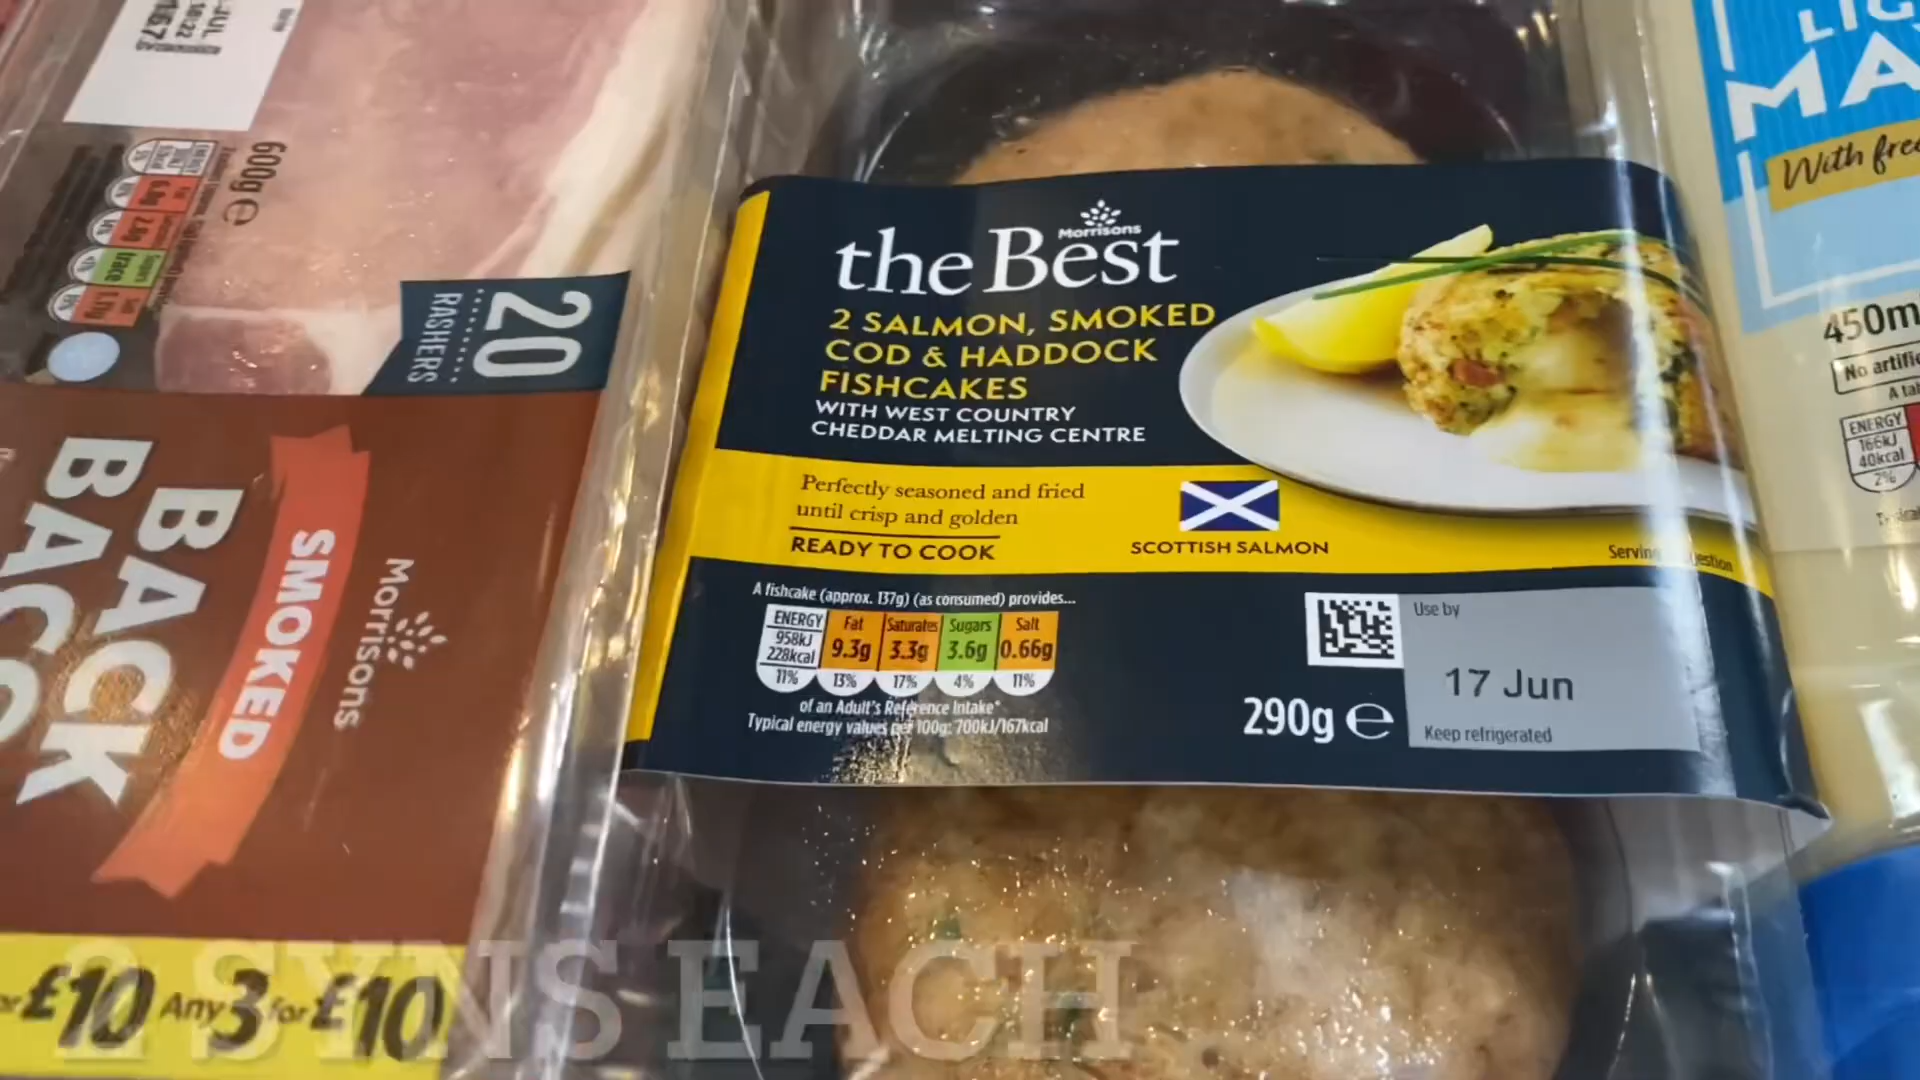 JUL
600g e
20
RASHERS
SMOKED
BACK
Morrisons
£10 Any 3 for £10
Morrisons
the Best
2 SALMON, SMOKED
COD & HADDOCK
FISHCAKES
WITH WEST COUNTRY
CHEDDAR MELTING CENTRE
Perfectly seasoned and fried
until crisp and golden
READY TO COOK
SCOTTISH SALMON
Serving
A fishcake (approx. 137g) (as consumed) provides...
ENERGY Fat Saturates Sugars Salt
958kJ
228kcal 9.3g 3.3g 3.6g 0.66g
11% 13% 17% 4% 11%
of an Adult's Reference Intake*
Typical energy values per 100g: 700kJ/167kcal
290g e
Use by
17 Jun
Keep refrigerated
With free
450m
No artific
ENERGY
166kJ
40kcal
2%
2 SYNS EACH